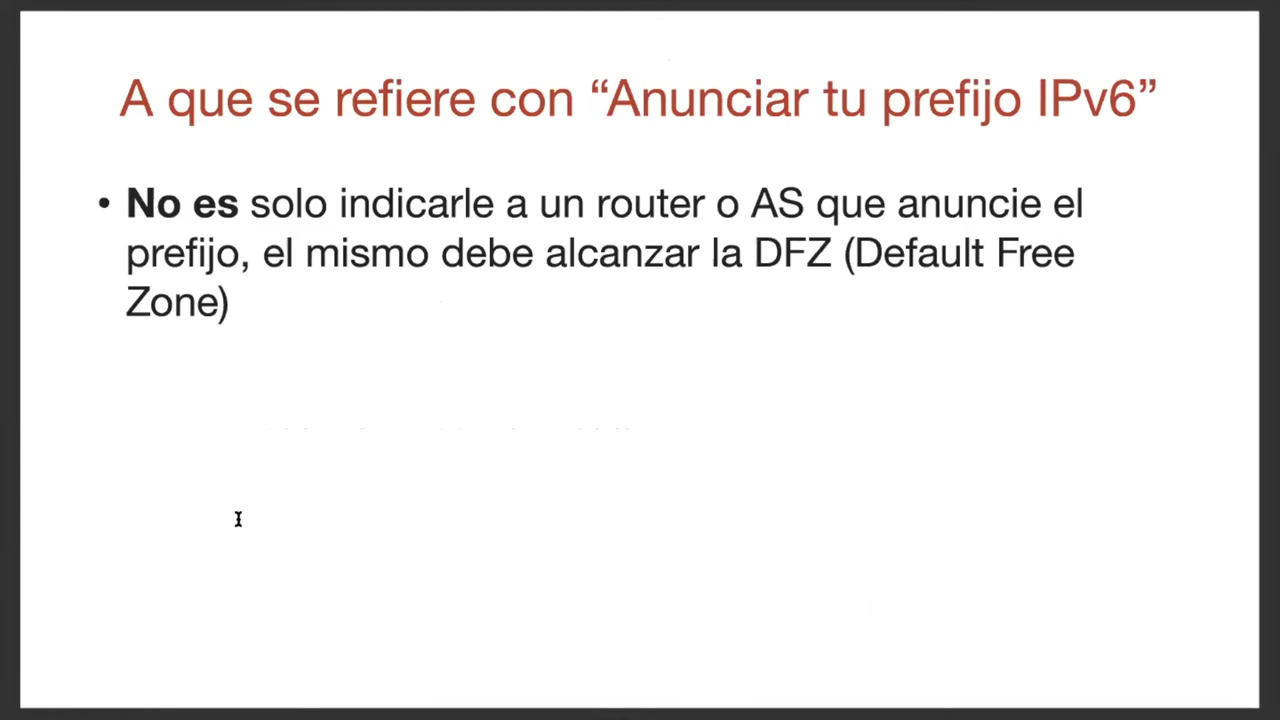 A que se refiere con “Anunciar tu prefijo IPv6”
• No es solo indicarle a un router o AS que anuncie el
prefijo, el mismo debe alcanzar la DFZ (Default Free
Zone)